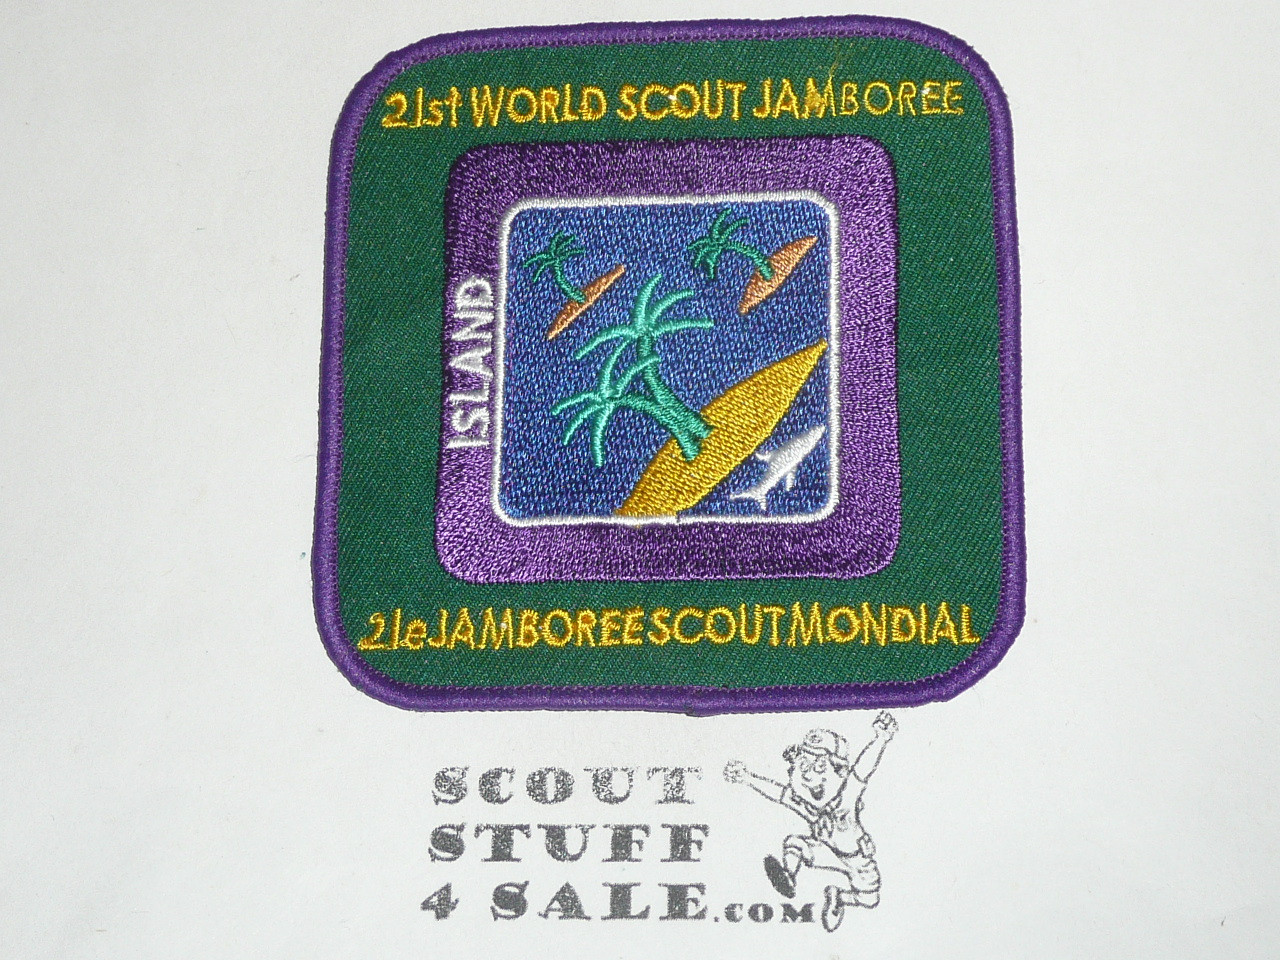 21st WORLD SCOUT JAMBOREE
ISLAND
21e JAMBOREE SCOUT MONDIAL
SCOUT
STUFF
4 SALE.COM